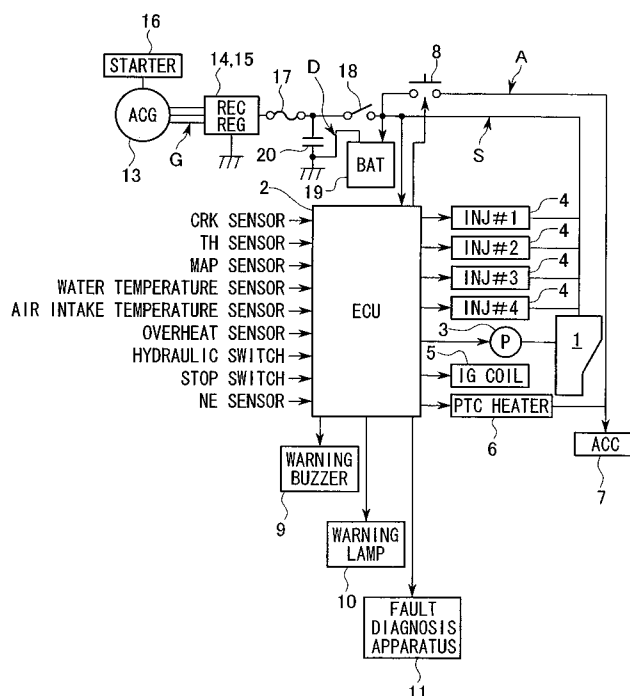 16
STARTER
14,15
17
D
18
8
A
ACG
REC
REG
G
13
20
BAT
19
S
2
CRK SENSOR
TH SENSOR
MAP SENSOR
WATER TEMPERATURE SENSOR
AIR INTAKE TEMPERATURE SENSOR
OVERHEAT SENSOR
HYDRAULIC SWITCH
STOP SWITCH
NE SENSOR
ECU
INJ#1
4
INJ#2
4
INJ#3
4
INJ#4
4
3
P
1
5
IG COIL
PTC HEATER
6
ACC
7
WARNING
BUZZER
9
WARNING
LAMP
10
FAULT
DIAGNOSIS
APPARATUS
11